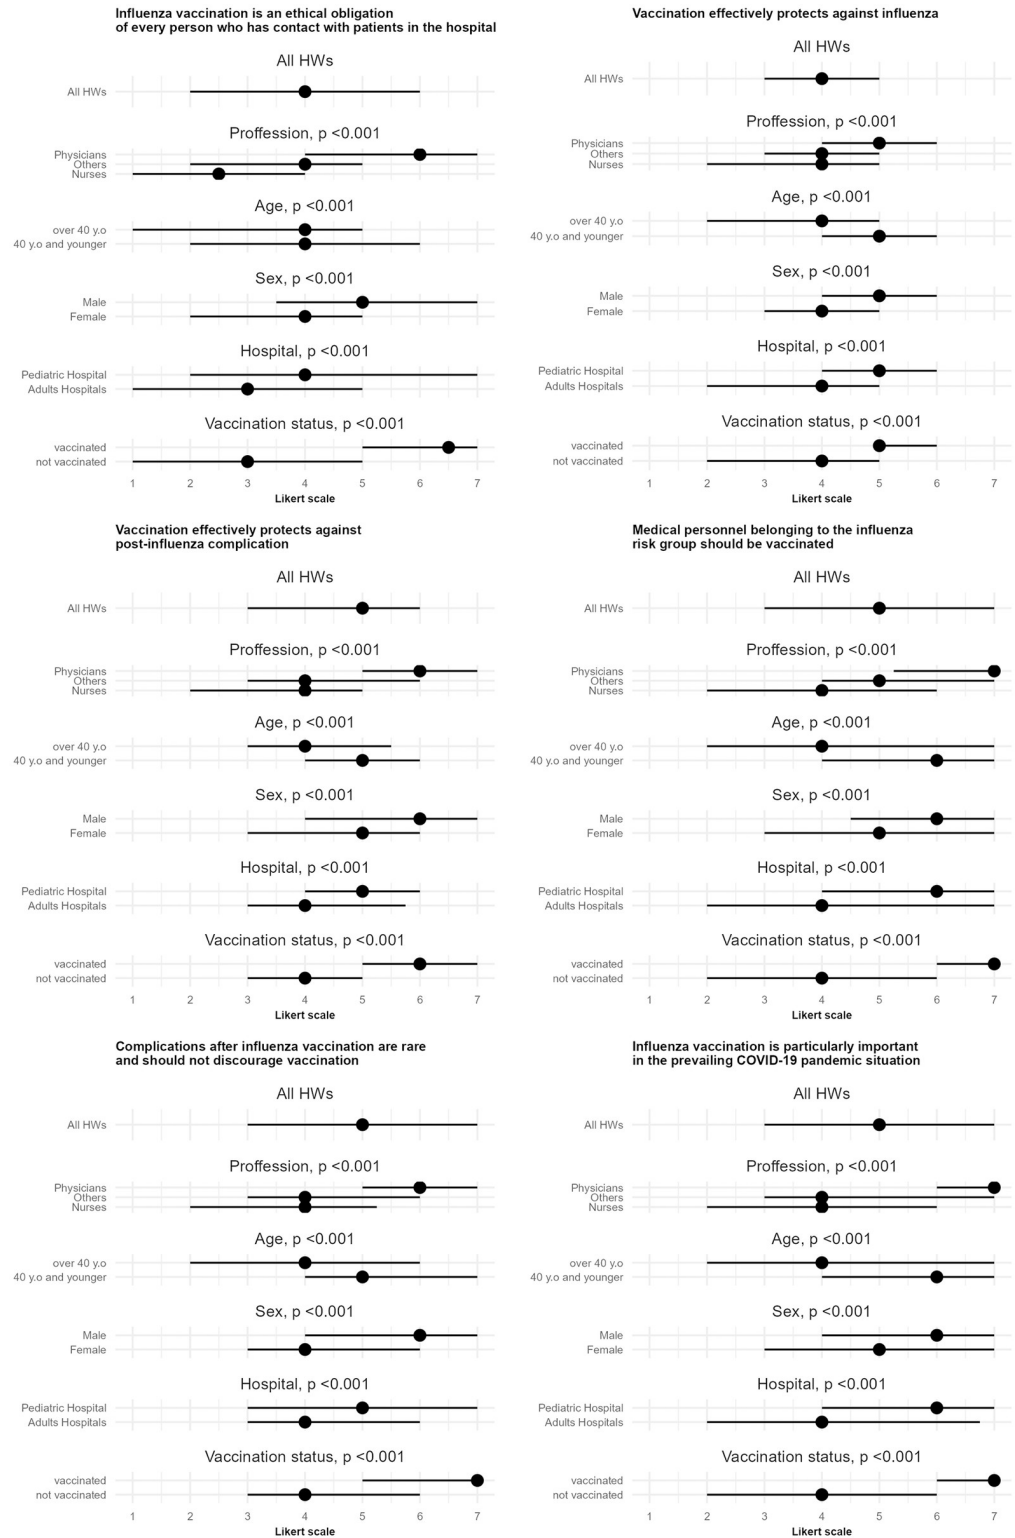 Influenza vaccination is an ethical obligation
of every person who has contact with patients in the hospital
All HWs
All HWs
Proffession, p <0.001
Physicians
Others
Nurses
Age, p <0.001
over 40 y.o
40 y.o and younger
Sex, p <0.001
Male
Female
Hospital, p <0.001
Pediatric Hospital
Adults Hospitals
Vaccination status, p <0.001
vaccinated
not vaccinated
1 2 3 4 5 6 7
Likert scale
Vaccination effectively protects against influenza
All HWs
All HWs
Proffession, p <0.001
Physicians
Others
Nurses
Age, p <0.001
over 40 y.o
40 y.o and younger
Sex, p <0.001
Male
Female
Hospital, p <0.001
Pediatric Hospital
Adults Hospitals
Vaccination status, p <0.001
vaccinated
not vaccinated
1 2 3 4 5 6 7
Likert scale
Vaccination effectively protects against
post-influenza complication
All HWs
All HWs
Proffession, p <0.001
Physicians
Others
Nurses
Age, p <0.001
over 40 y.o
40 y.o and younger
Sex, p <0.001
Male
Female
Hospital, p <0.001
Pediatric Hospital
Adults Hospitals
Vaccination status, p <0.001
vaccinated
not vaccinated
1 2 3 4 5 6 7
Likert scale
Medical personnel belonging to the influenza
risk group should be vaccinated
All HWs
All HWs
Proffession, p <0.001
Physicians
Others
Nurses
Age, p <0.001
over 40 y.o
40 y.o and younger
Sex, p <0.001
Male
Female
Hospital, p <0.001
Pediatric Hospital
Adults Hospitals
Vaccination status, p <0.001
vaccinated
not vaccinated
1 2 3 4 5 6 7
Likert scale
Complications after influenza vaccination are rare
and should not discourage vaccination
All HWs
All HWs
Proffession, p <0.001
Physicians
Others
Nurses
Age, p <0.001
over 40 y.o
40 y.o and younger
Sex, p <0.001
Male
Female
Hospital, p <0.001
Pediatric Hospital
Adults Hospitals
Vaccination status, p <0.001
vaccinated
not vaccinated
1 2 3 4 5 6 7
Likert scale
Influenza vaccination is particularly important
in the prevailing COVID-19 pandemic situation
All HWs
All HWs
Proffession, p <0.001
Physicians
Others
Nurses
Age, p <0.001
over 40 y.o
40 y.o and younger
Sex, p <0.001
Male
Female
Hospital, p <0.001
Pediatric Hospital
Adults Hospitals
Vaccination status, p <0.001
vaccinated
not vaccinated
1 2 3 4 5 6 7
Likert scale